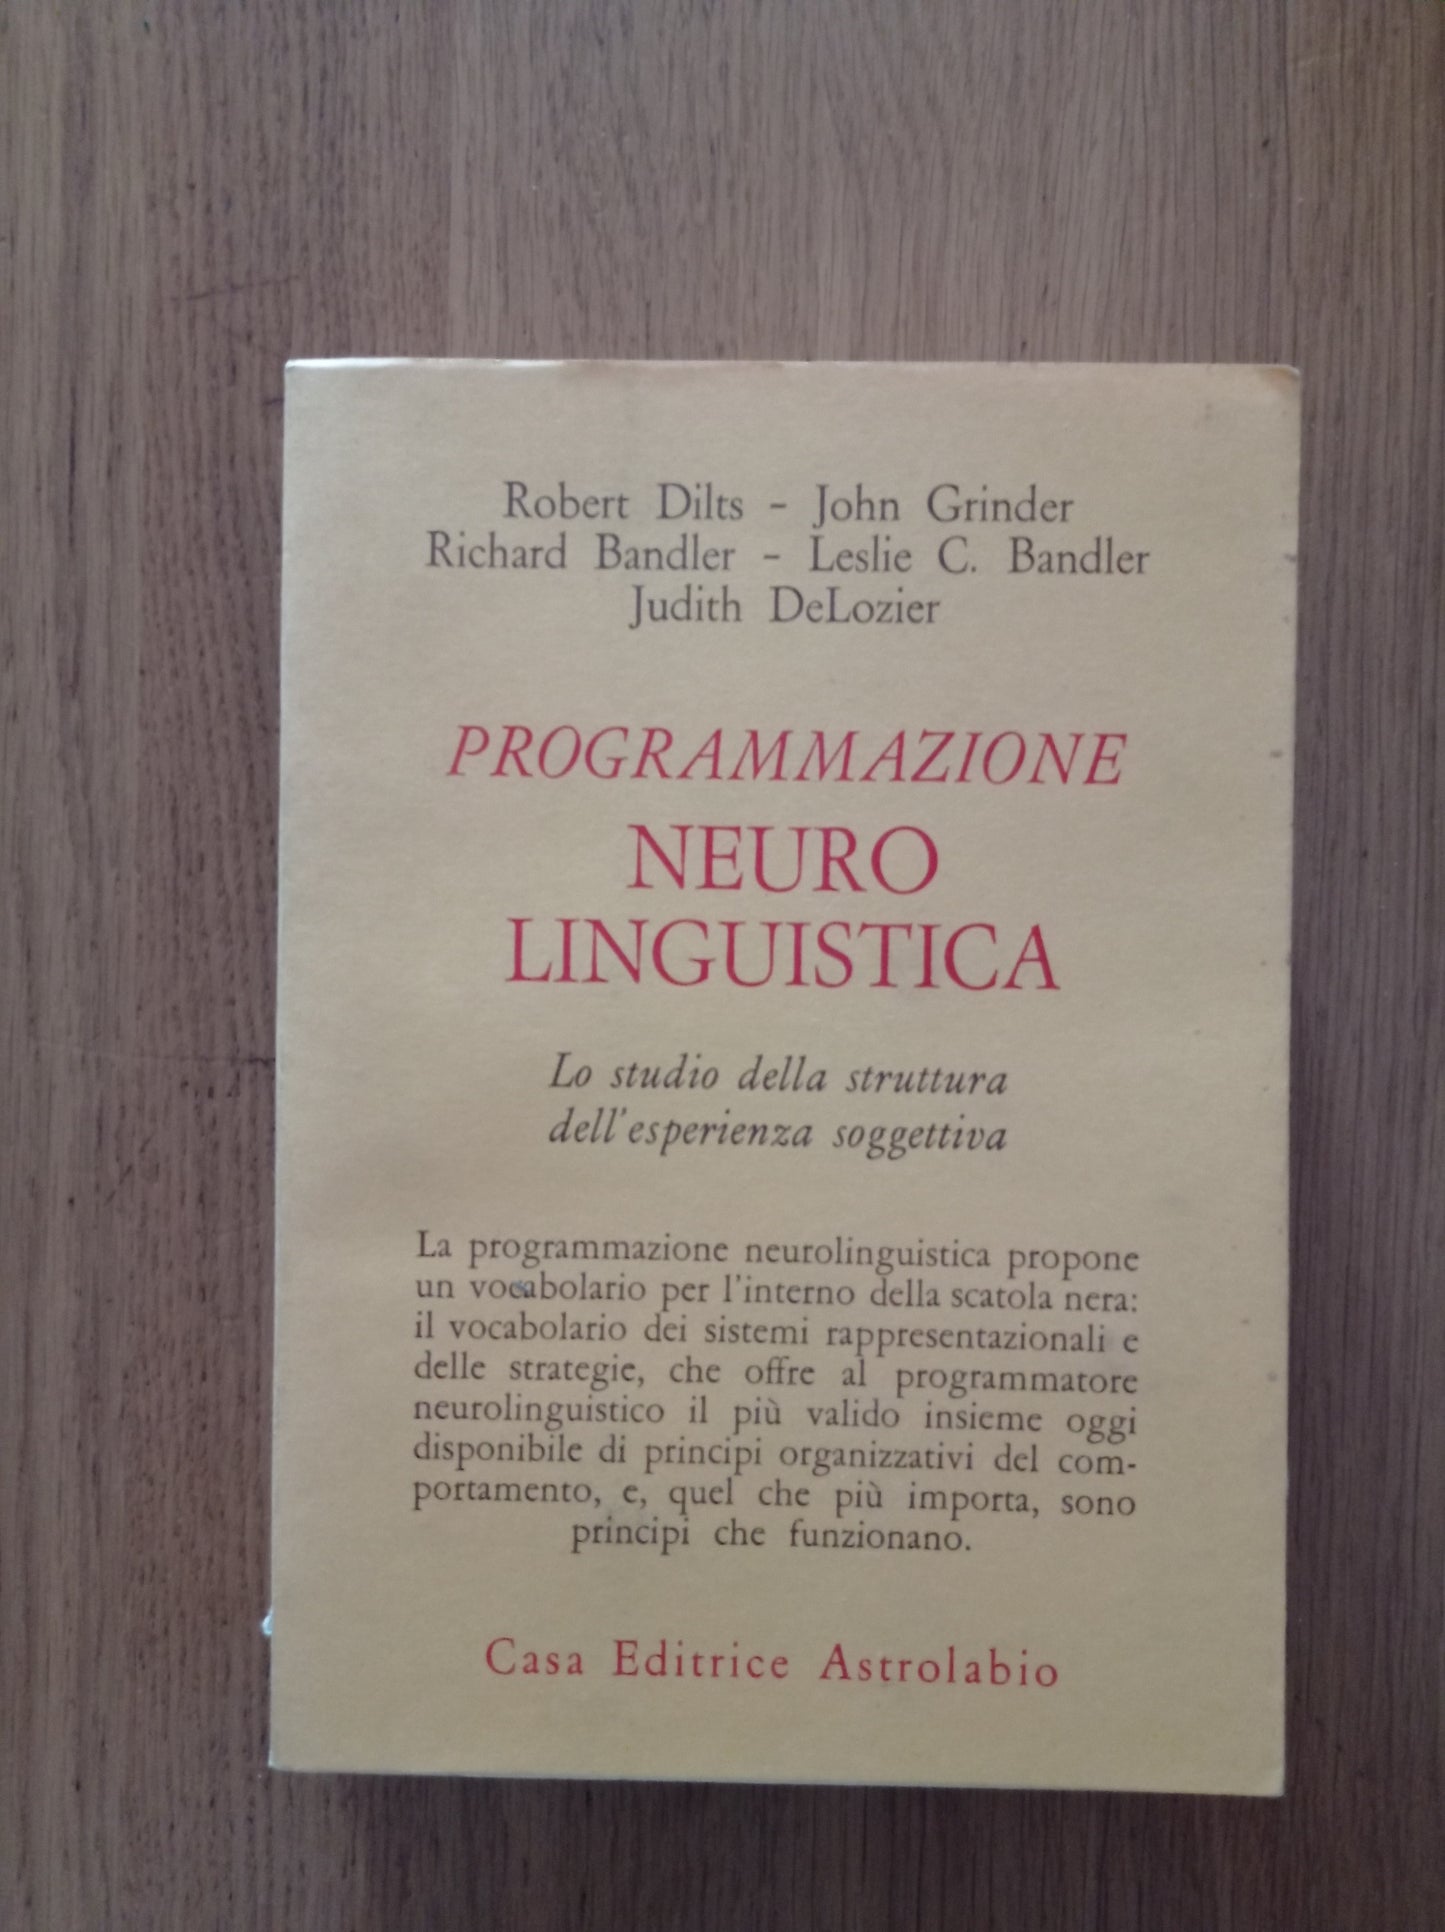 Robert Dilts - John Grinder
Richard Bandler - Leslie C. Bandler
Judith DeLozier
PROGRAMMAZIONE
NEURO
LINGUISTICA
Lo studio della struttura
dell'esperienza soggettiva
La programmazione neurolinguistica propone
un vocabolario per l'interno della scatola nera:
il vocabolario dei sistemi rappresentazionali e
delle strategie, che offre al programmatore
neurolinguistico il più valido insieme oggi
disponibile di principi organizzativi del com-
portamento, e, quel che più importa, sono
principi che funzionano.
Casa Editrice Astrolabio